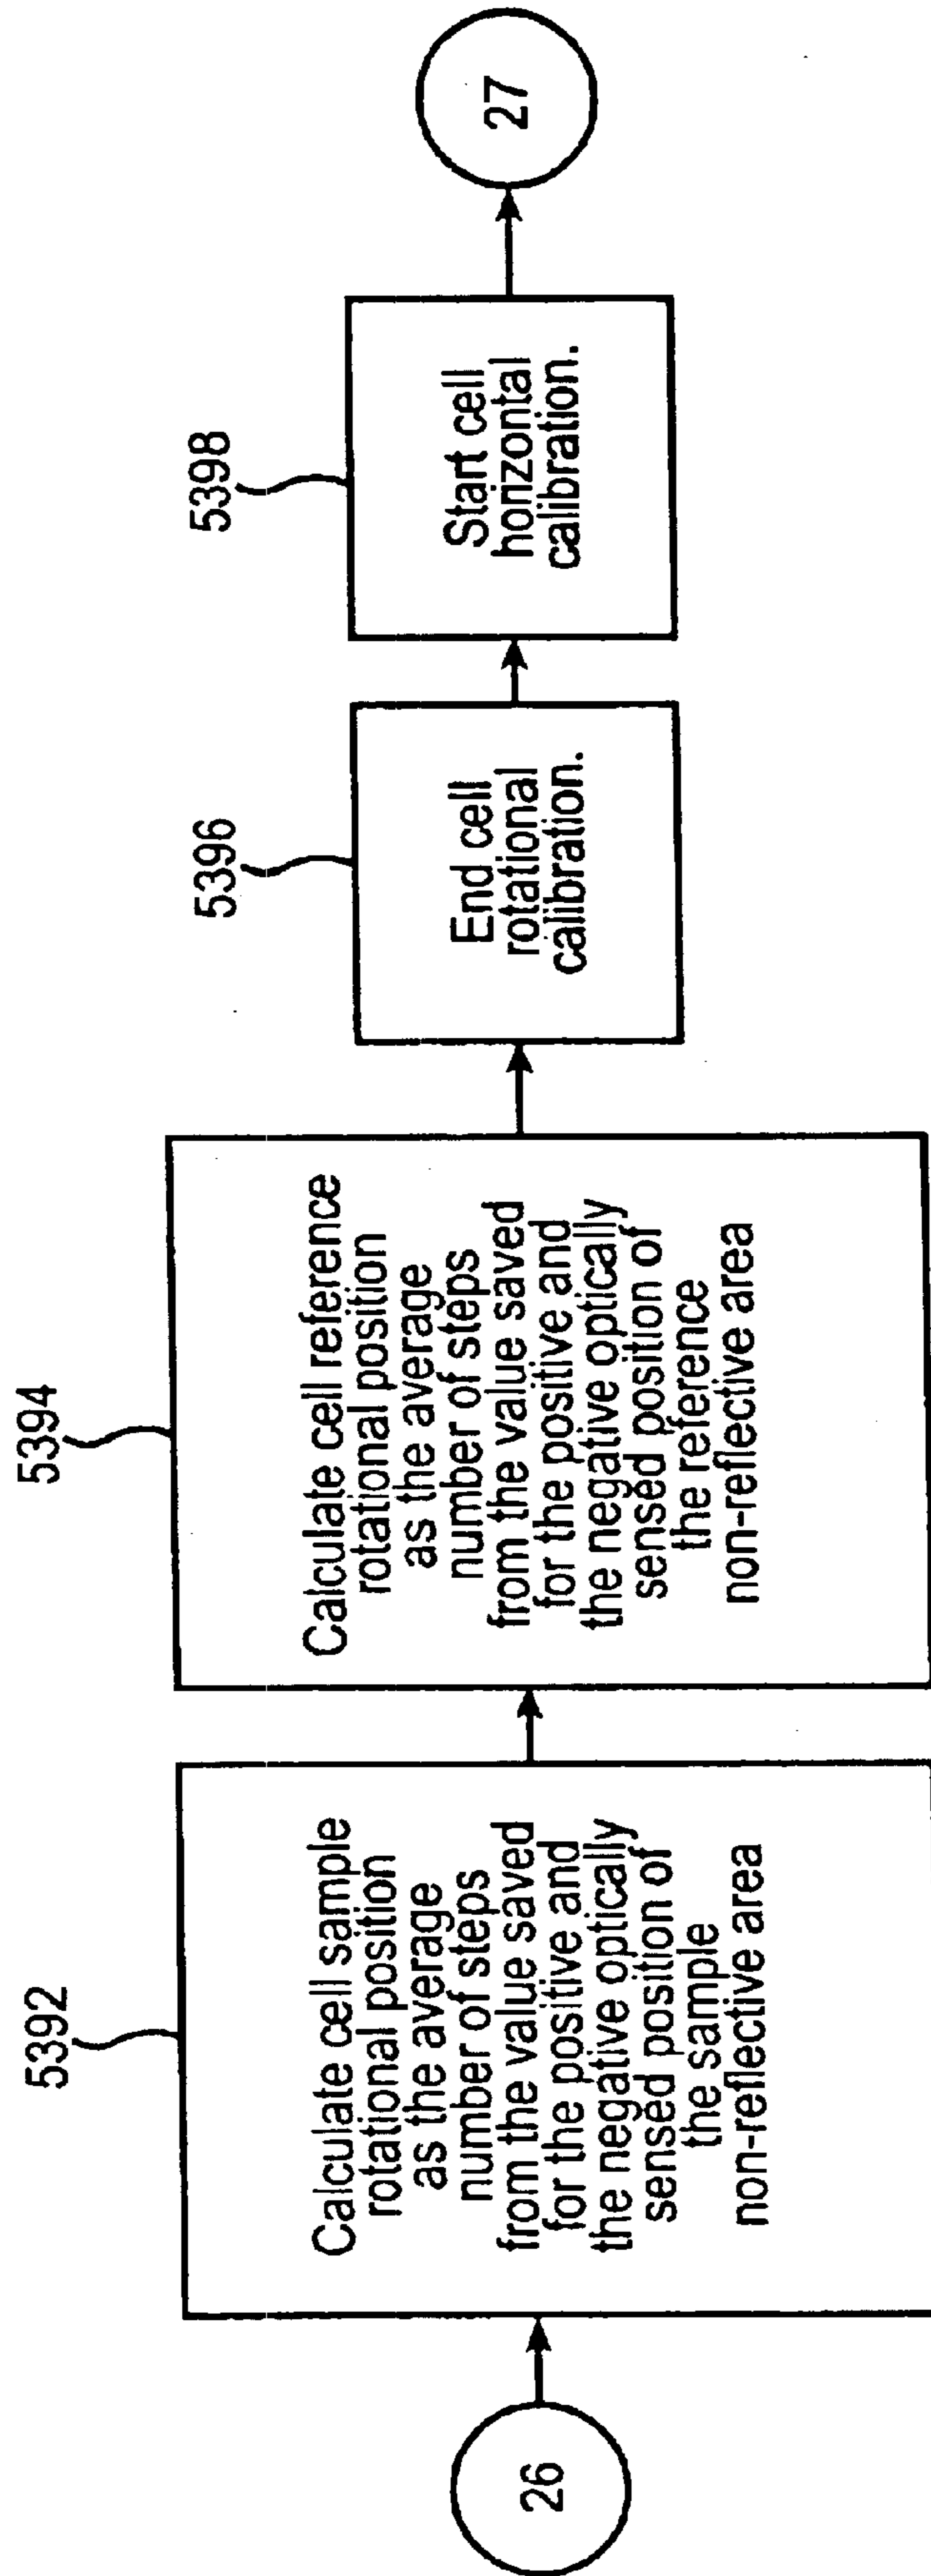 26
5392
Calculate cell sample
rotational position
as the average
number of steps
from the value saved
for the positive and
the negative optically
sensed position of
the sample
non-reflective area
5394
Calculate cell reference
rotational position
as the average
number of steps
from the value saved
for the positive and
the negative optically
sensed position of
the reference
non-reflective area
5396
End cell
rotational
calibration.
5398
Start cell
horizontal
calibration.
27